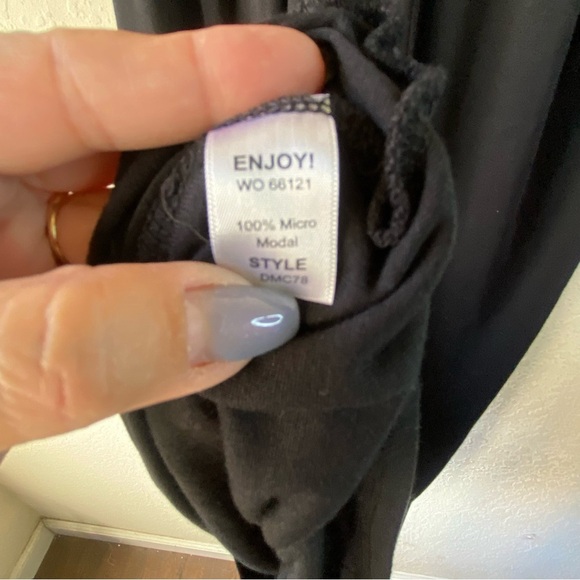 ENJOY!
WO 66121
100% Micro
Modal
STYLE
DMC78